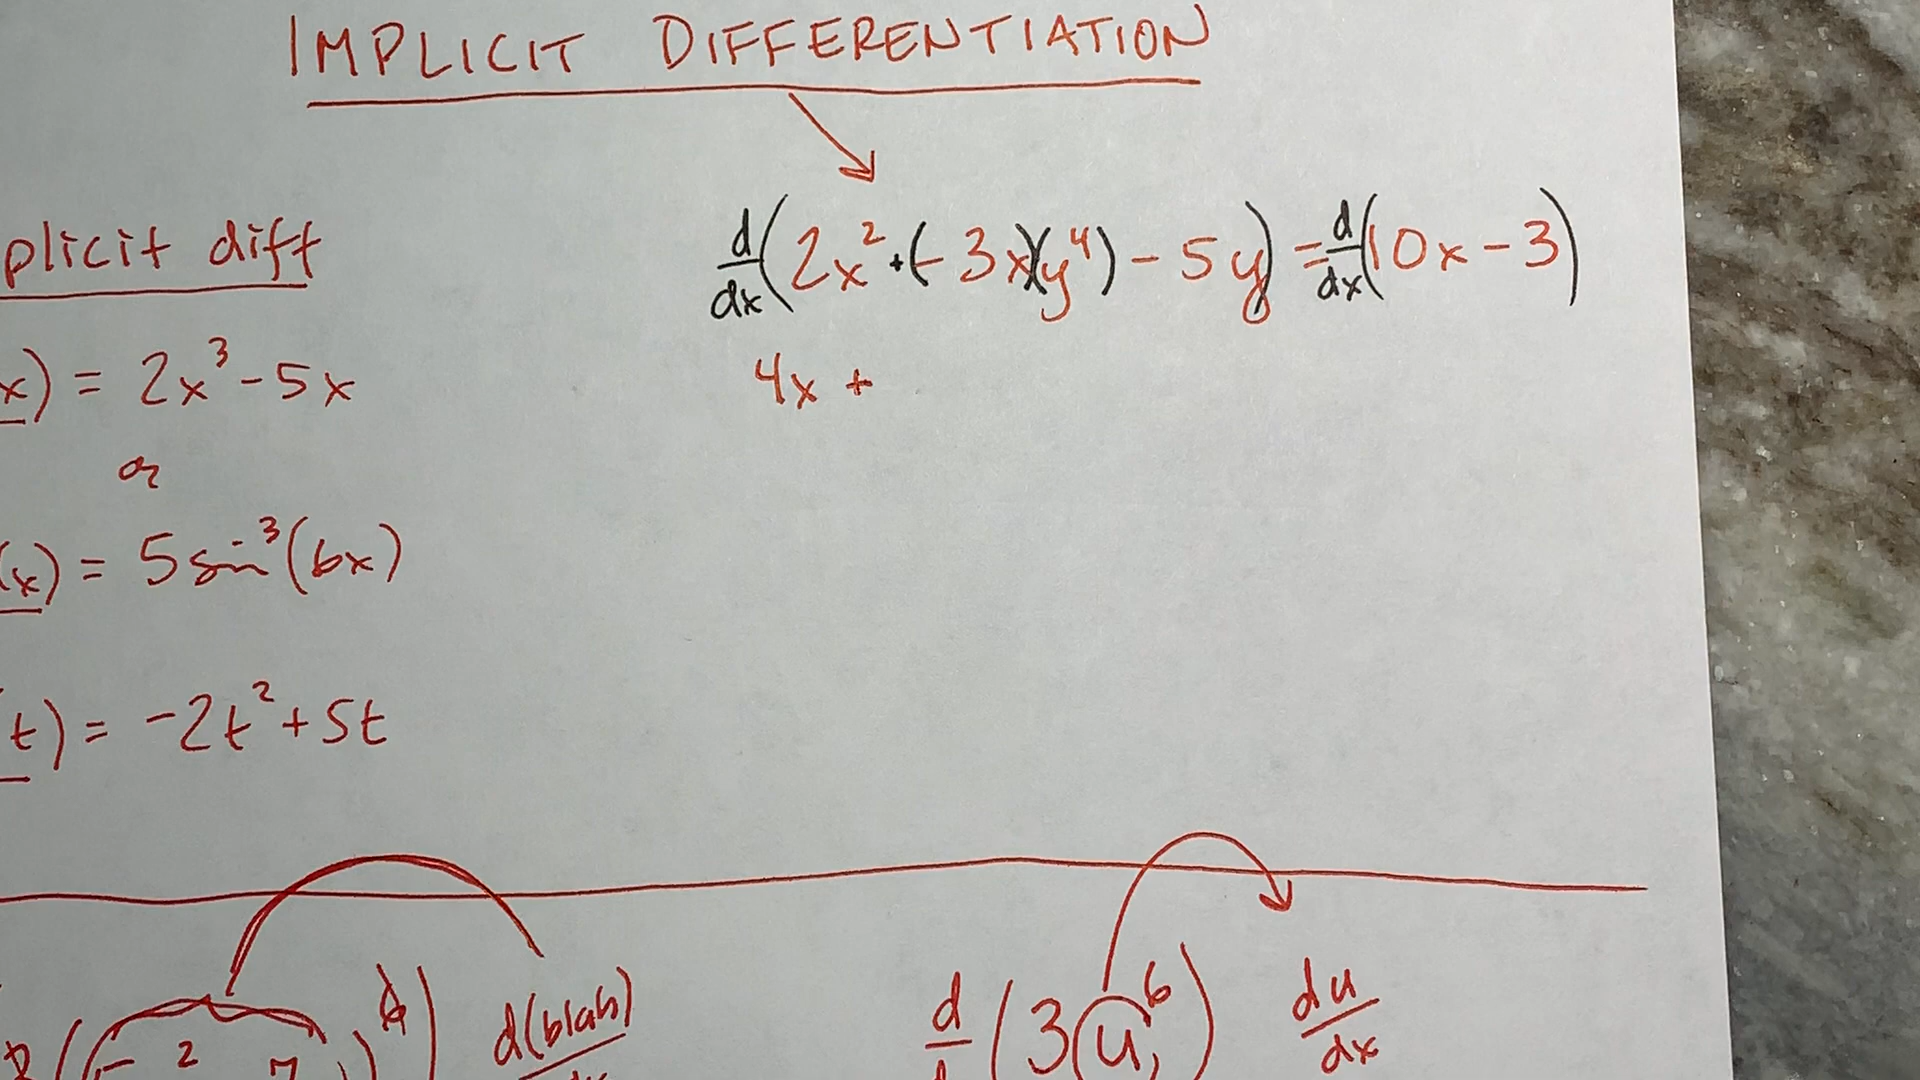 IMPLICIT DIFFERENTIATION
d/dx(2x²+(-3x)(y⁴)-5y) = d/dx(10x-3)
plicit diff
4x +
x) = 2x³-5x
or
(x) = 5sin³(6x)
t) = -2t²+5t
d(blah)
d (3(u)⁶) du/dx